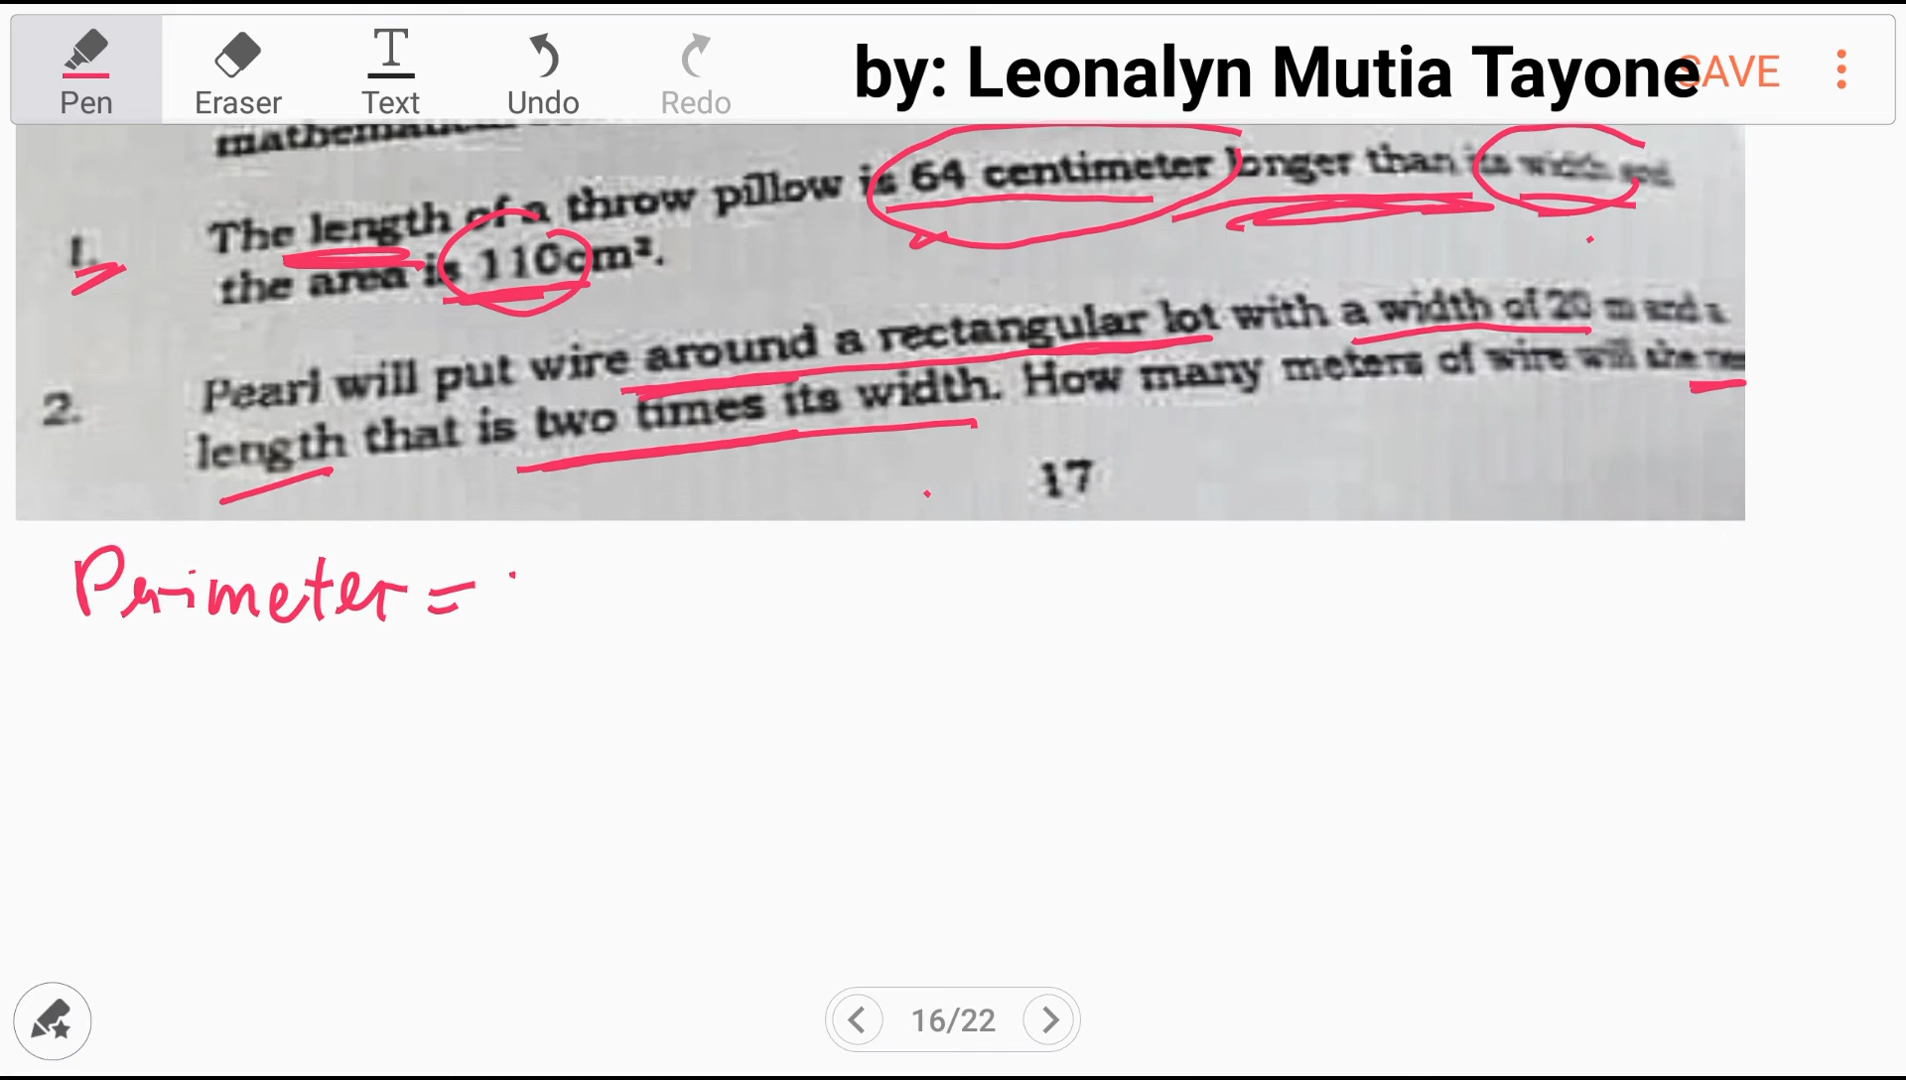 Pen
Eraser
Text
Undo
Redo
by: Leonalyn Mutia Tayone
SAVE
1. The length of a throw pillow is 64 centimeter longer than its width and
the area is 110cm².
2. Pearl will put wire around a rectangular lot with a width of 20 m and a
length that is two times its width. How many meters of wire will she
17
Perimeter =
16/22